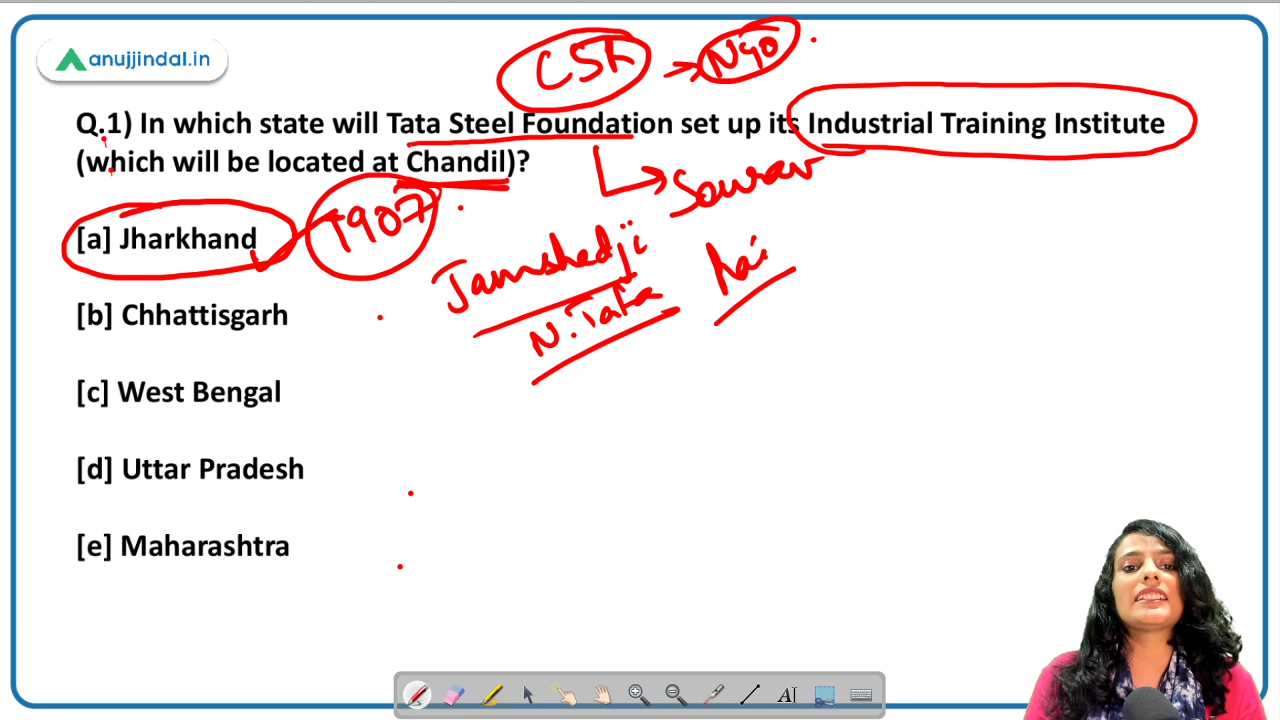 anujjindal.in
CSR → NGO
Q.1) In which state will Tata Steel Foundation set up its Industrial Training Institute
(which will be located at Chandil)?
Sourav
[a] Jharkhand
1907
Jamshedji
N. Tata
[b] Chhattisgarh
[c] West Bengal
[d] Uttar Pradesh
[e] Maharashtra
A